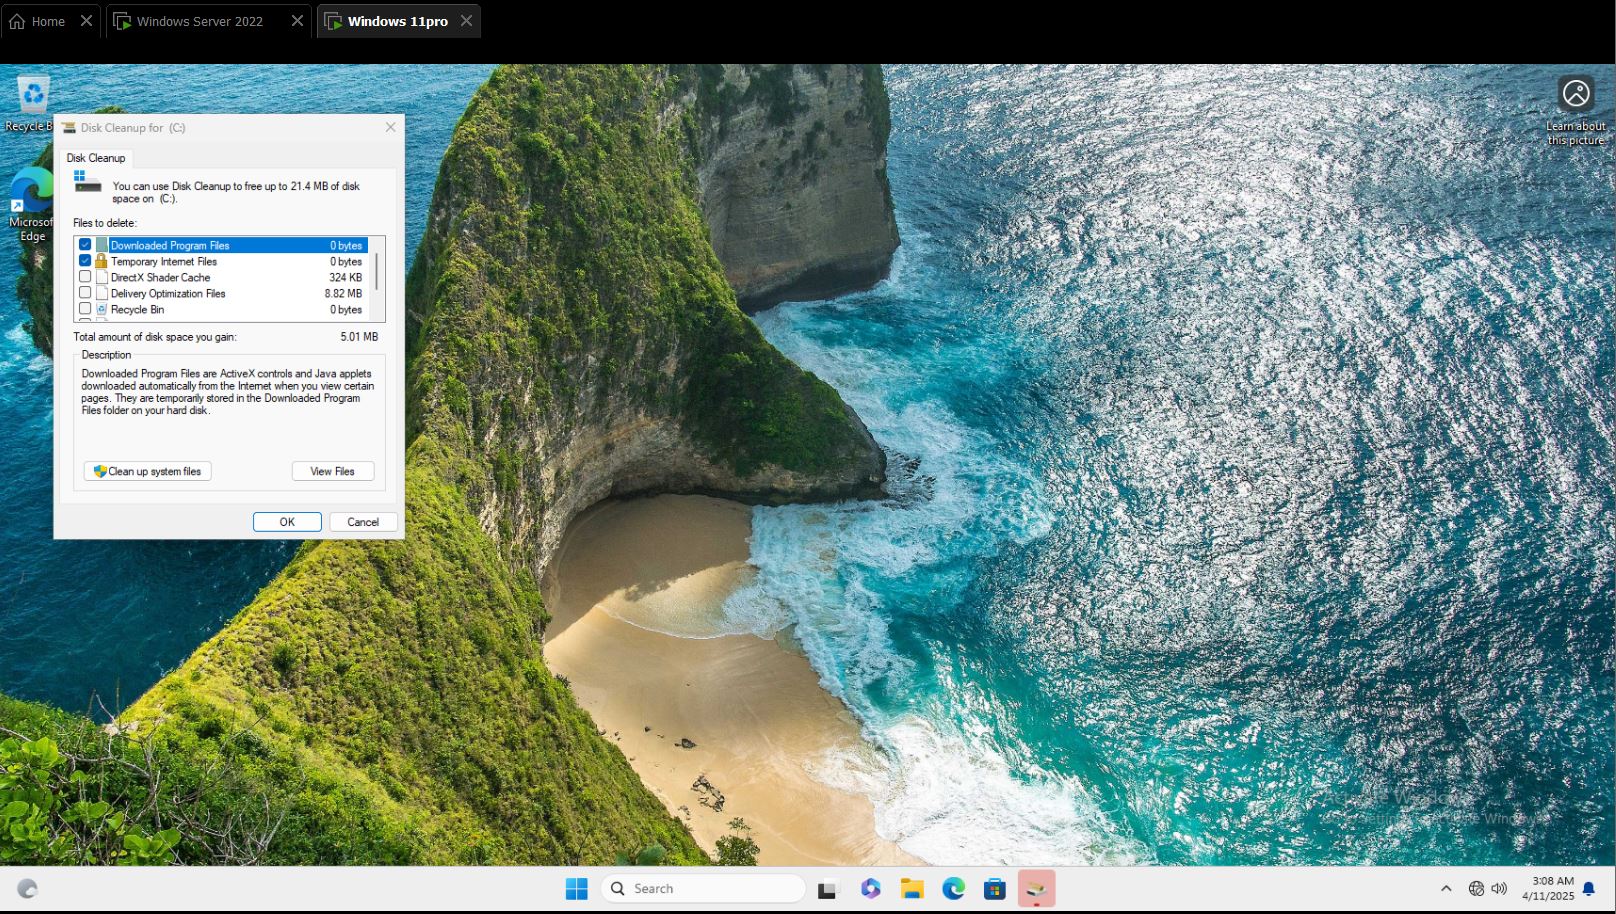 Home
Windows Server 2022
Windows 11pro
Recycle B
Microsof
Edge
Learn about
this picture
Disk Cleanup for (C:)
Disk Cleanup
You can use Disk Cleanup to free up to 21.4 MB of disk
space on (C:).
Files to delete:
Downloaded Program Files 0 bytes
Temporary Internet Files 0 bytes
DirectX Shader Cache 324 KB
Delivery Optimization Files 8.82 MB
Recycle Bin 0 bytes
Total amount of disk space you gain: 5.01 MB
Description
Downloaded Program Files are ActiveX controls and Java applets
downloaded automatically from the Internet when you view certain
pages. They are temporarily stored in the Downloaded Program
Files folder on your hard disk.
Clean up system files
View Files
OK
Cancel
Search
3:08 AM
4/11/2025